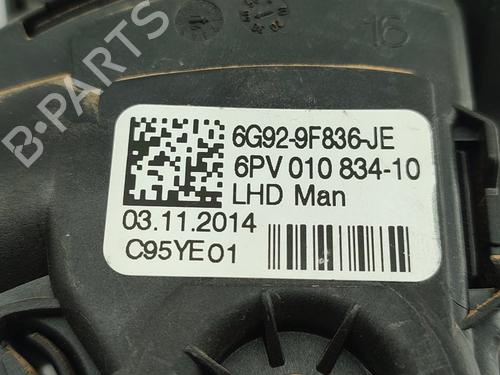 16
6G92-9F836-JE
6PV 010 834-10
LHD Man
03.11.2014
C95YE01
B-PARTS